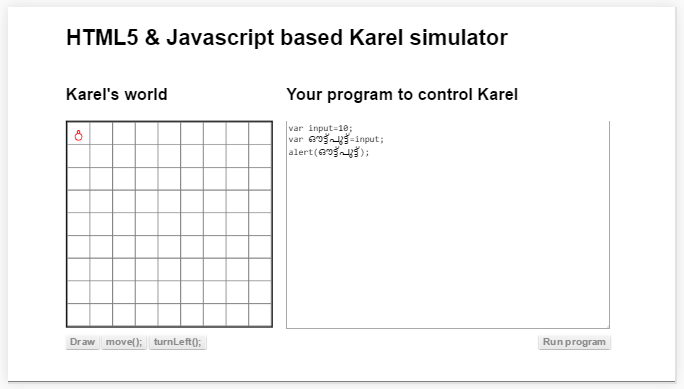 HTML5 & Javascript based Karel simulator
Karel's world
Your program to control Karel
var input=10;
var ഔട്ട്പുട്ട്=input;
alert(ഔട്ട്പുട്ട്);
Draw move(); turnLeft(); Run program